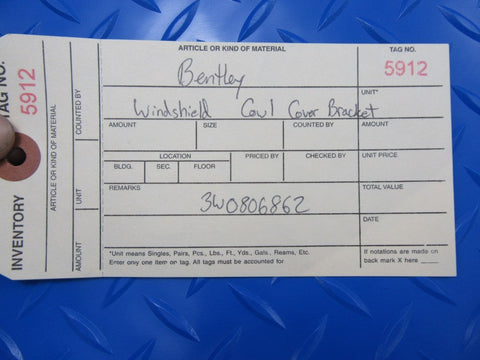 INVENTORY
TAG NO.
5912
ARTICLE OR KIND OF MATERIAL
AMOUNT
UNIT
COUNTED BY
ARTICLE OR KIND OF MATERIAL
TAG NO.
Bentley
5912
UNIT*
Windshield Cowl Cover Bracket
AMOUNT
SIZE
COUNTED BY
AMOUNT
LOCATION
PRICED BY
CHECKED BY
UNIT PRICE
BLDG.
SEC.
FLOOR
REMARKS
TOTAL VALUE
3W0806862
DATE
*Unit means Singles, Pairs, Pcs., Lbs., Ft., Yds., Gals., Reams, Etc.
Enter only one item on tag. All tags must be accounted for
If notations are made on
back mark X here